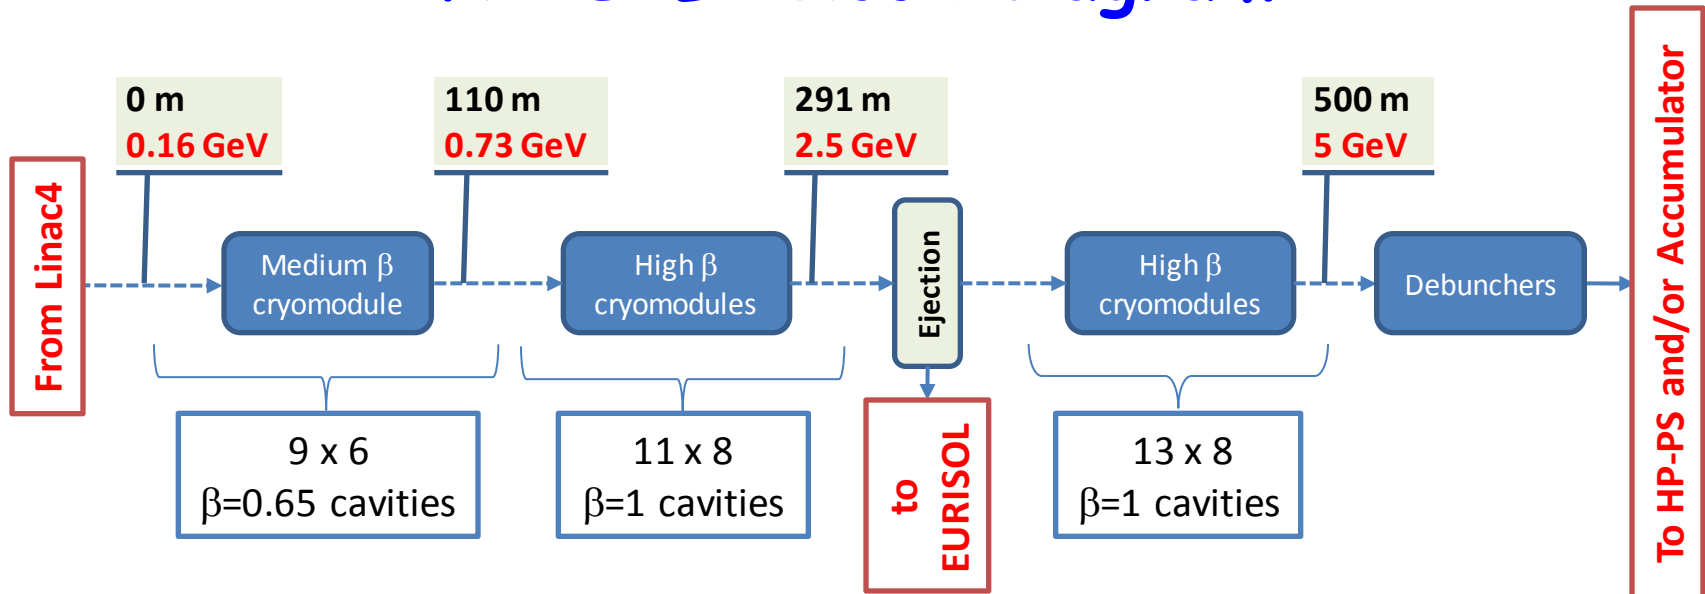 0 m
0.16 GeV
110 m
0.73 GeV
291 m
2.5 GeV
500 m
5 GeV
From Linac4
Medium β
cryomodule
High β
cryomodules
Ejection
High β
cryomodules
Debunchers
To HP-PS and/or Accumulator
9 x 6
β=0.65 cavities
11 x 8
β=1 cavities
to
EURISOL
13 x 8
β=1 cavities